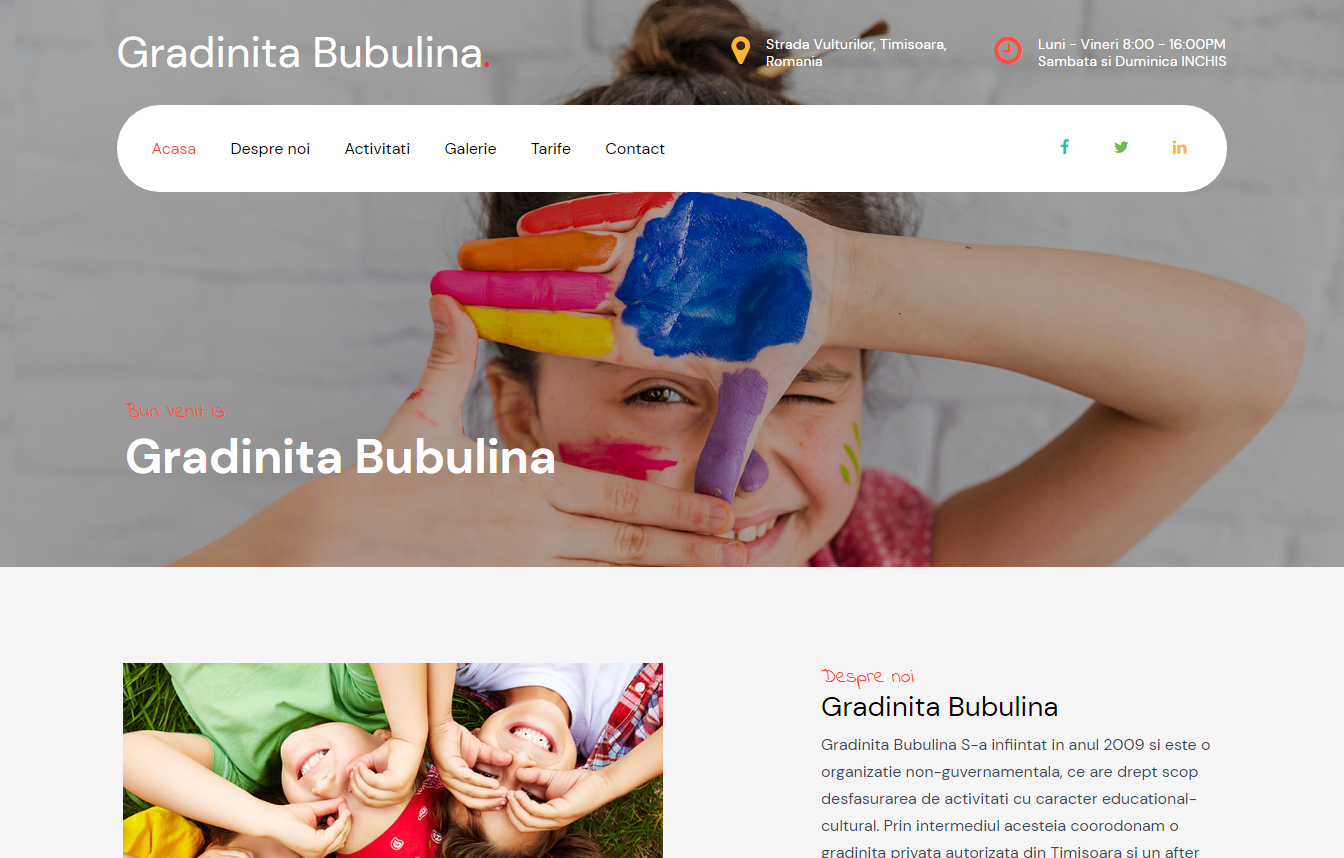 Gradinita Bubulina.
Strada Vulturilor, Timisoara,
Romania
Luni - Vineri 8:00 - 16:00PM
Sambata si Duminica INCHIS
Acasa Despre noi Activitati Galerie Tarife Contact
Bun venit la
Gradinita Bubulina
Despre noi
Gradinita Bubulina
Gradinita Bubulina S-a infiintat in anul 2009 si este o
organizatie non-guvernamentala, ce are drept scop
desfasurarea de activitati cu caracter educational-
cultural. Prin intermediul acesteia coorodonam o
gradinita privata autorizata din Timisoara si un after